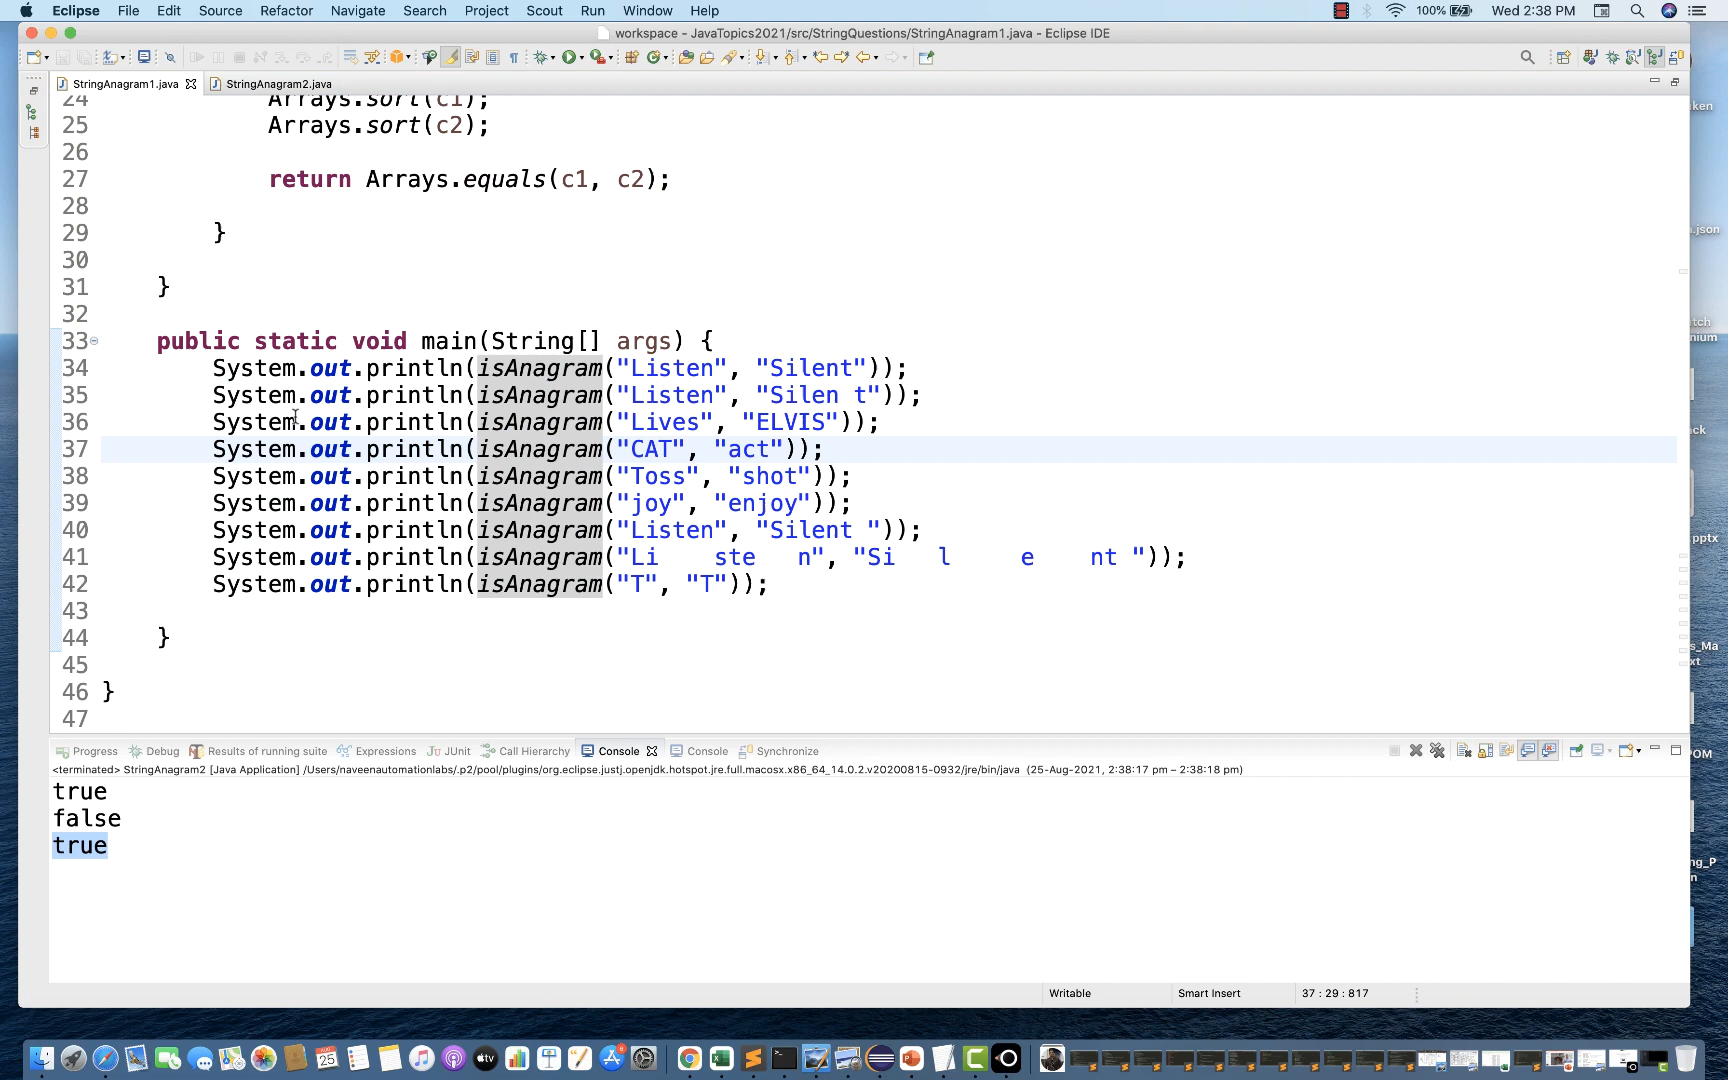 Eclipse File Edit Source Refactor Navigate Search Project Scout Run Window Help 100% Wed 2:38 PM
workspace - JavaTopics2021/src/StringQuestions/StringAnagram1.java - Eclipse IDE
StringAnagram1.java StringAnagram2.java
24 Arrays.sort(c1);
25 Arrays.sort(c2);
26
27 return Arrays.equals(c1, c2);
28
29 }
30
31 }
32
33 public static void main(String[] args) {
34 System.out.println(isAnagram("Listen", "Silent"));
35 System.out.println(isAnagram("Listen", "Silen t"));
36 System.out.println(isAnagram("Lives", "ELVIS"));
37 System.out.println(isAnagram("CAT", "act"));
38 System.out.println(isAnagram("Toss", "shot"));
39 System.out.println(isAnagram("joy", "enjoy"));
40 System.out.println(isAnagram("Listen", "Silent "));
41 System.out.println(isAnagram("Li    ste   n", "Si   l     e    nt "));
42 System.out.println(isAnagram("T", "T"));
43
44 }
45
46 }
47
Progress Debug Results of running suite Expressions JUnit Call Hierarchy Console Console Synchronize
<terminated> StringAnagram2 [Java Application] /Users/naveenautomationlabs/.p2/pool/plugins/org.eclipse.justj.openjdk.hotspot.jre.full.macosx.x86_64_14.0.2.v20200815-0932/jre/bin/java (25-Aug-2021, 2:38:17 pm – 2:38:18 pm)
true
false
true
Writable Smart Insert 37 : 29 : 817